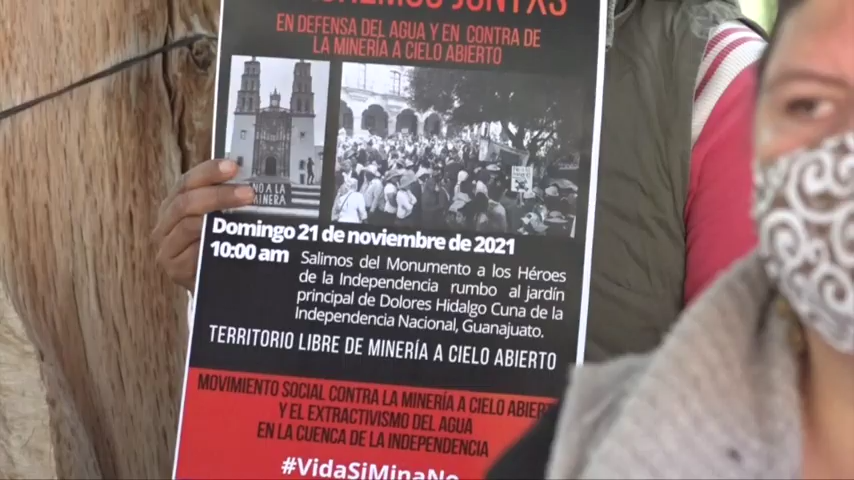 JUNTXS
EN DEFENSA DEL AGUA Y EN CONTRA DE
LA MINERÍA A CIELO ABIERTO
NO A LA
MINERA
Domingo 21 de noviembre de 2021
10:00 am
Salimos del Monumento a los Héroes
de la Independencia rumbo al jardín
principal de Dolores Hidalgo Cuna de la
Independencia Nacional, Guanajuato.
TERRITORIO LIBRE DE MINERÍA A CIELO ABIERTO
MOVIMIENTO SOCIAL CONTRA LA MINERÍA A CIELO ABIER
Y EL EXTRACTIVISMO DEL AGUA
EN LA CUENCA DE LA INDEPENDENCIA
#VidaSiMinaNo